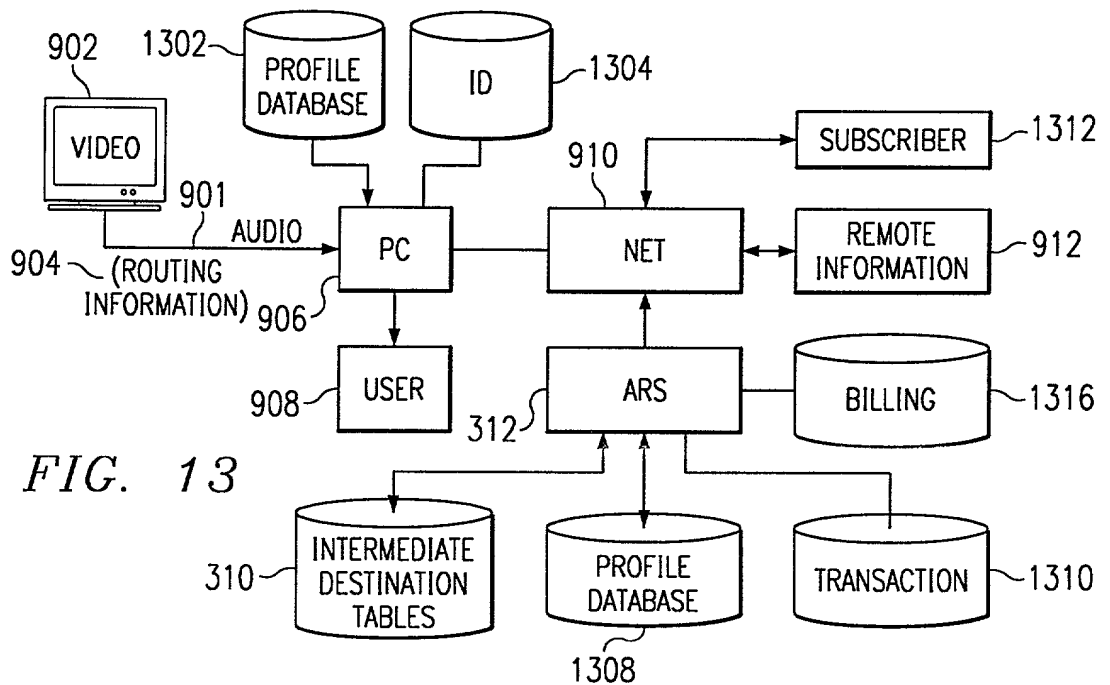 1302
PROFILE
DATABASE
ID
1304
902
VIDEO
901
AUDIO
904
(ROUTING
INFORMATION)
PC
906
USER
908
910
NET
SUBSCRIBER
1312
REMOTE
INFORMATION
912
ARS
312
BILLING
1316
FIG. 13
310
INTERMEDIATE
DESTINATION
TABLES
PROFILE
DATABASE
1308
TRANSACTION
1310